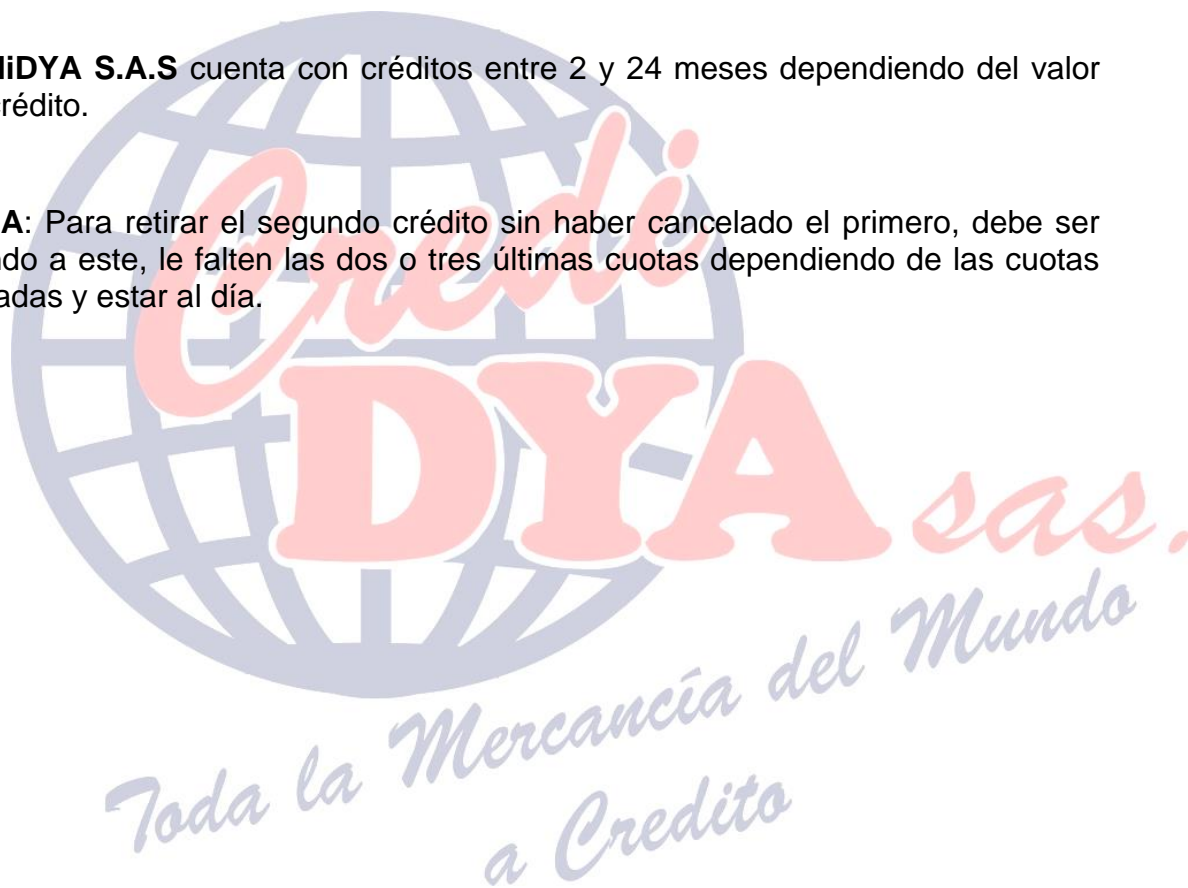 diDYA S.A.S cuenta con créditos entre 2 y 24 meses dependiendo del valor
crédito.
A: Para retirar el segundo crédito sin haber cancelado el primero, debe ser
ndo a este, le falten las dos o tres últimas cuotas dependiendo de las cuotas
adas y estar al día.
Credi
DYA sas.
Toda la Mercancía del Mundo
a Credito